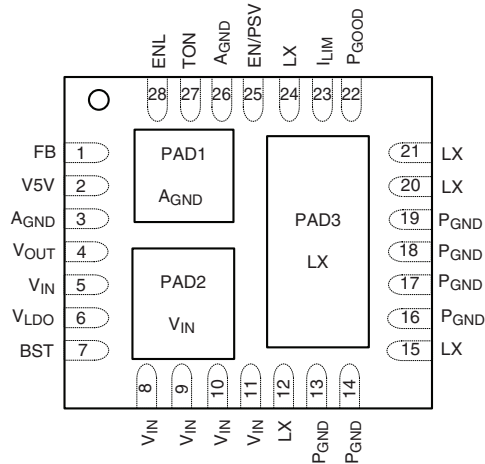 ENL
TON
AGND
EN/PSV
LX
ILIM
PGOOD
28
27
26
25
24
23
22
FB 1
V5V 2
AGND 3
VOUT 4
VIN 5
VLDO 6
BST 7
PAD1
AGND
PAD2
VIN
PAD3
LX
21 LX
20 LX
19 PGND
18 PGND
17 PGND
16 PGND
15 LX
8
9
10
11
12
13
14
VIN
VIN
VIN
VIN
LX
PGND
PGND